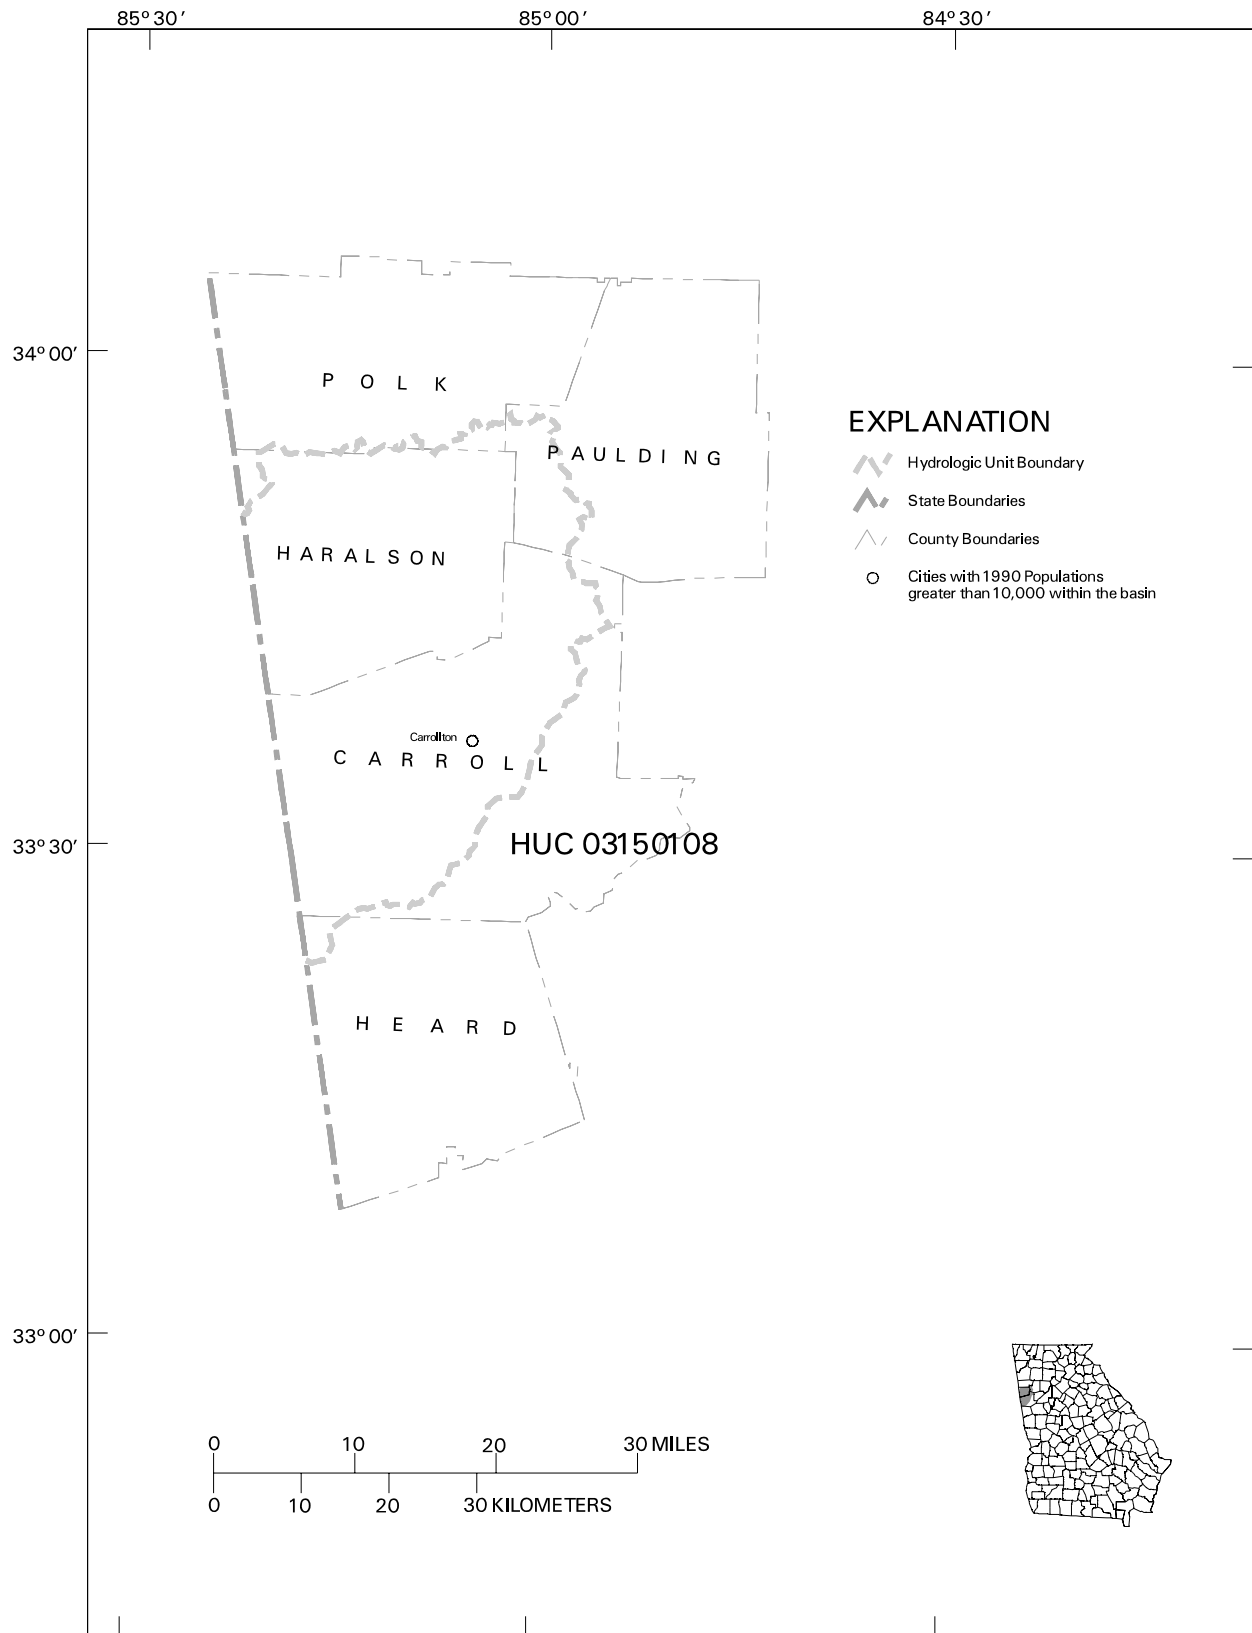 85° 30′ 85° 00′ 84° 30′
34° 00′
POLK
PAULDING
EXPLANATION
Hydrologic Unit Boundary
State Boundaries
County Boundaries
Cities with 1990 Populations
greater than 10,000 within the basin
HARALSON
Carrollton
CARROLL
33° 30′
HUC 03150108
HEARD
33° 00′
0 10 20 30 MILES
0 10 20 30 KILOMETERS